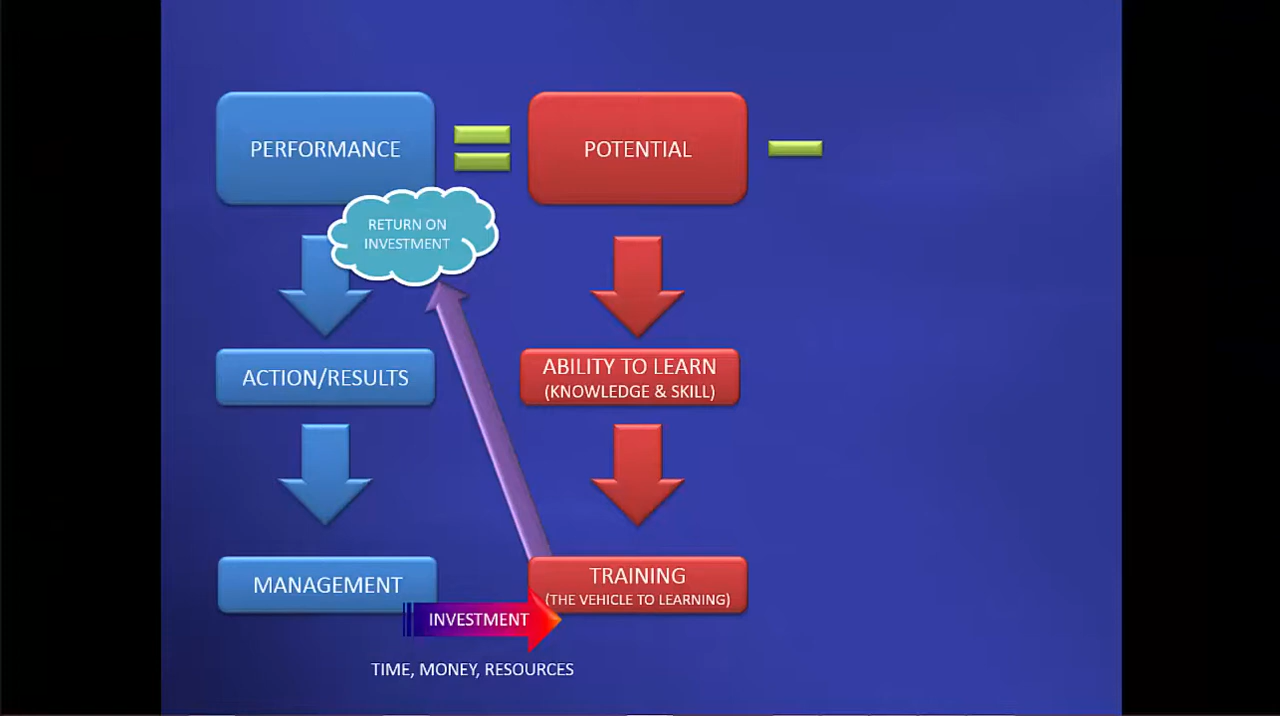 PERFORMANCE
POTENTIAL
RETURN ON
INVESTMENT
ACTION/RESULTS
ABILITY TO LEARN
(KNOWLEDGE & SKILL)
MANAGEMENT
TRAINING
(THE VEHICLE TO LEARNING)
INVESTMENT
TIME, MONEY, RESOURCES